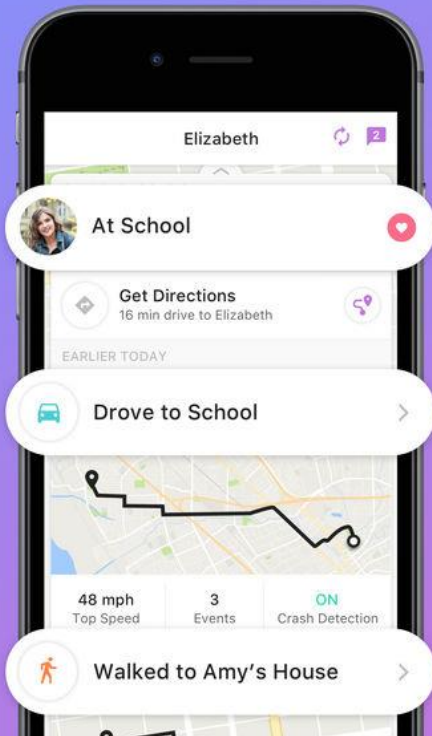 Elizabeth
2
At School
Get Directions
16 min drive to Elizabeth
EARLIER TODAY
Drove to School
48 mph
Top Speed
3
Events
ON
Crash Detection
Walked to Amy's House